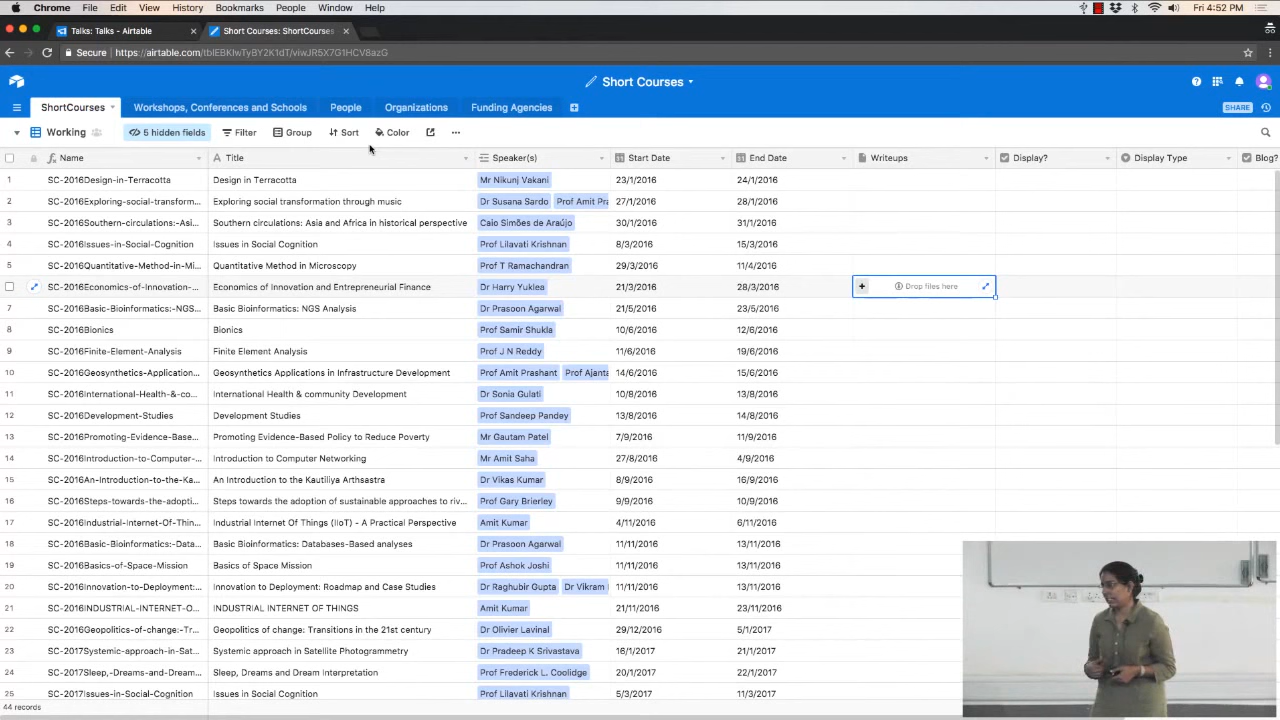 Chrome File Edit View History Bookmarks People Window Help Fri 4:52 PM
Talks: Talks - Airtable Short Courses: ShortCourses
Secure https://airtable.com/tblEBKIwTyBY2K1dT/viwJR5X7G1HCV8azG
Short Courses
ShortCourses Workshops, Conferences and Schools People Organizations Funding Agencies SHARE
Working 5 hidden fields Filter Group Sort Color
Name Title Speaker(s) Start Date End Date Writeups Display? Display Type Blog?
1 SC-2016Design-in-Terracotta Design in Terracotta Mr Nikunj Vakani 23/1/2016 24/1/2016
2 SC-2016Exploring-social-transform... Exploring social transformation through music Dr Susana Sardo Prof Amit Pra 27/1/2016 28/1/2016
3 SC-2016Southern-circulations:-Asi... Southern circulations: Asia and Africa in historical perspective Caio Simões de Araújo 30/1/2016 31/1/2016
4 SC-2016Issues-in-Social-Cognition Issues in Social Cognition Prof Lilavati Krishnan 8/3/2016 15/3/2016
5 SC-2016Quantitative-Method-in-Mi... Quantitative Method in Microscopy Prof T Ramachandran 29/3/2016 11/4/2016
SC-2016Economics-of-Innovation-... Economics of Innovation and Entrepreneurial Finance Dr Harry Yuklea 21/3/2016 28/3/2016 Drop files here
7 SC-2016Basic-Bioinformatics:-NGS... Basic Bioinformatics: NGS Analysis Dr Prasoon Agarwal 21/5/2016 23/5/2016
8 SC-2016Bionics Bionics Prof Samir Shukla 10/6/2016 12/6/2016
9 SC-2016Finite-Element-Analysis Finite Element Analysis Prof J N Reddy 11/6/2016 19/6/2016
10 SC-2016Geosynthetics-Application... Geosynthetics Applications in Infrastructure Development Prof Amit Prashant Prof Ajanta 14/6/2016 15/6/2016
11 SC-2016International-Health-&-co... International Health & community Development Dr Sonia Gulati 10/8/2016 13/8/2016
12 SC-2016Development-Studies Development Studies Prof Sandeep Pandey 13/8/2016 14/8/2016
13 SC-2016Promoting-Evidence-Base... Promoting Evidence-Based Policy to Reduce Poverty Mr Gautam Patel 7/9/2016 11/9/2016
14 SC-2016Introduction-to-Computer-... Introduction to Computer Networking Mr Amit Saha 27/8/2016 4/9/2016
15 SC-2016An-Introduction-to-the-Ka... An Introduction to the Kautiliya Arthsastra Dr Vikas Kumar 8/9/2016 16/9/2016
16 SC-2016Steps-towards-the-adopti... Steps towards the adoption of sustainable approaches to riv... Prof Gary Brierley 9/9/2016 10/9/2016
17 SC-2016Industrial-Internet-Of-Thin... Industrial Internet Of Things (IIoT) - A Practical Perspective Amit Kumar 4/11/2016 6/11/2016
18 SC-2016Basic-Bioinformatics:-Data... Basic Bioinformatics: Databases-Based analyses Dr Prasoon Agarwal 11/11/2016 13/11/2016
19 SC-2016Basics-of-Space-Mission Basics of Space Mission Prof Ashok Joshi 11/11/2016 13/11/2016
20 SC-2016Innovation-to-Deployment:... Innovation to Deployment: Roadmap and Case Studies Dr Raghubir Gupta Dr Vikram 11/11/2016 13/11/2016
21 SC-2016INDUSTRIAL-INTERNET-O... INDUSTRIAL INTERNET OF THINGS Amit Kumar 21/11/2016 23/11/2016
22 SC-2016Geopolitics-of-change:-Tr... Geopolitics of change: Transitions in the 21st century Dr Olivier Lavinal 29/12/2016 5/1/2017
23 SC-2017Systemic-approach-in-Sat... Systemic approach in Satellite Photogrammetry Dr Pradeep K Srivastava 16/1/2017 21/1/2017
24 SC-2017Sleep,-Dreams-and-Dream... Sleep, Dreams and Dream Interpretation Prof Frederick L. Coolidge 20/1/2017 22/1/2017
25 SC-2017Issues-in-Social-Cognition Issues in Social Cognition Prof Lilavati Krishnan 5/3/2017 11/3/2017
44 records